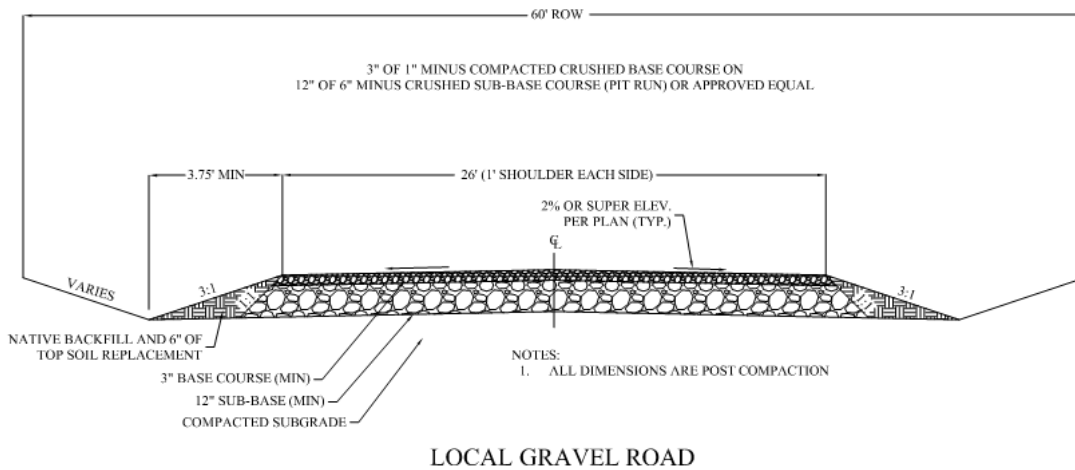 60' ROW
3" OF 1" MINUS COMPACTED CRUSHED BASE COURSE ON
12" OF 6" MINUS CRUSHED SUB-BASE COURSE (PIT RUN) OR APPROVED EQUAL
3.75' MIN
26' (1' SHOULDER EACH SIDE)
2% OR SUPER ELEV.
PER PLAN (TYP.)
CL
VARIES
3:1
1:1
1:1
3:1
NATIVE BACKFILL AND 6" OF
TOP SOIL REPLACEMENT
3" BASE COURSE (MIN)
12" SUB-BASE (MIN)
COMPACTED SUBGRADE
NOTES:
1. ALL DIMENSIONS ARE POST COMPACTION
LOCAL GRAVEL ROAD